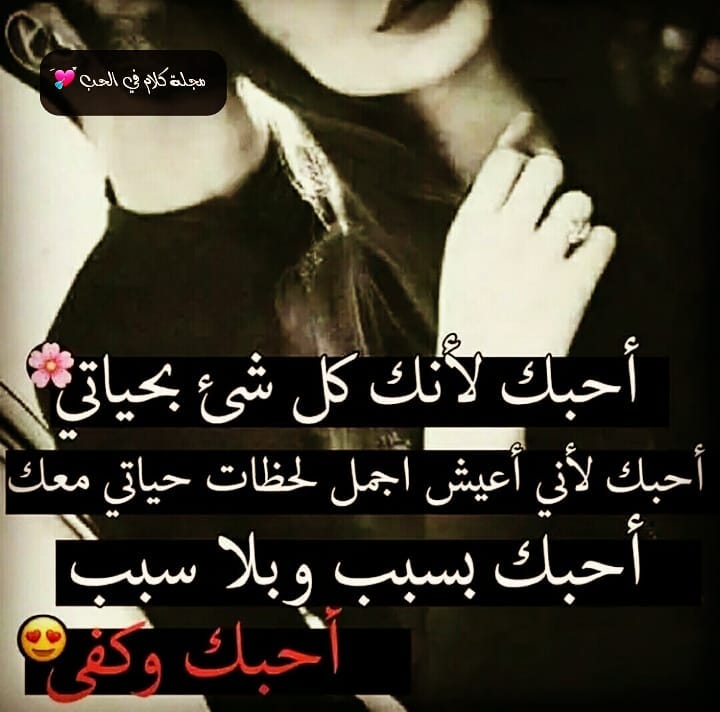 مجلة كلام في الحب 💘
أحبك لأنك كل شئ بحياتي🌸
أحبك لأني أعيش اجمل لحظات حياتي معك
أحبك بسبب وبلا سبب
أحبك وكفى😍